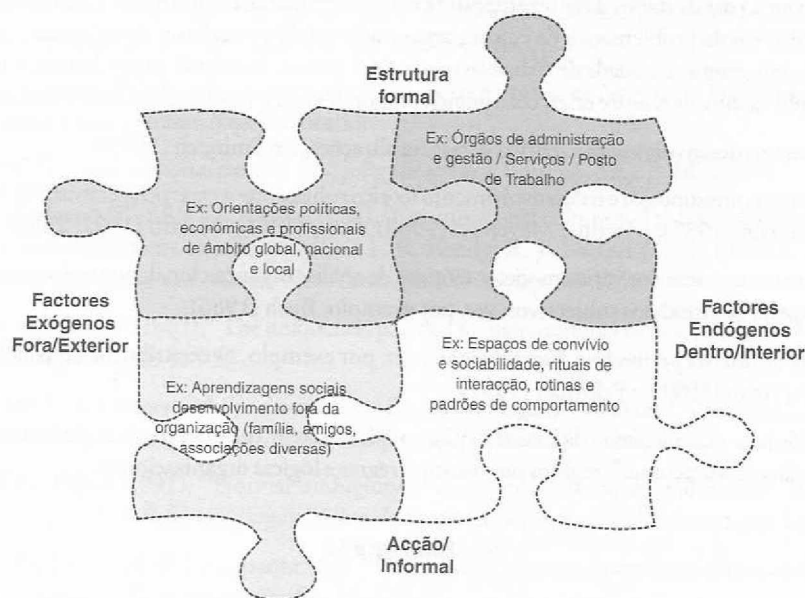 Estrutura
formal
Ex: Órgãos de administração
e gestão / Serviços / Posto
de Trabalho
Ex: Orientações políticas,
económicas e profissionais
de âmbito global, nacional
e local
Factores
Exógenos
Fora/Exterior
Factores
Endógenos
Dentro/Interior
Ex: Espaços de convívio
e sociabilidade, rituais de
interacção, rotinas e
padrões de comportamento
Ex: Aprendizagens sociais
desenvolvimento fora da
organização (família, amigos,
associações diversas)
Acção/
Informal